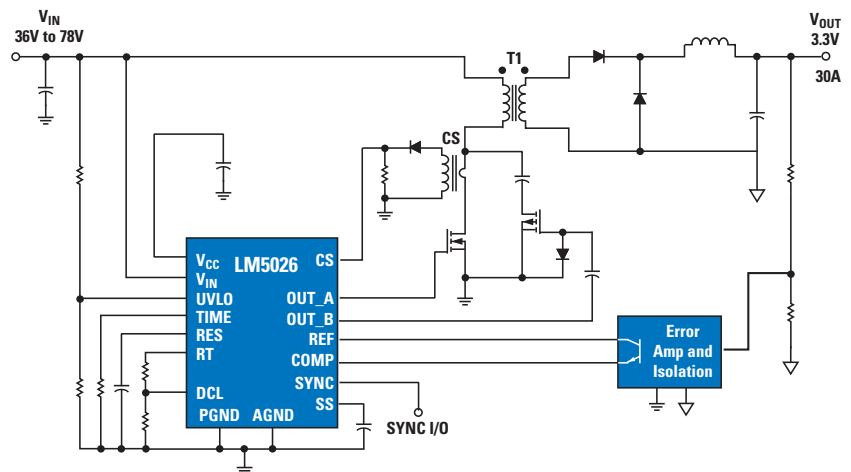 VIN
36V to 78V
VOUT
3.3V
30A
T1
CS
VCC
LM5026
CS
VIN
UVLO
OUT_A
TIME
OUT_B
RES
REF
RT
COMP
DCL
SYNC
SS
PGND
AGND
SYNC I/O
Error
Amp and
Isolation